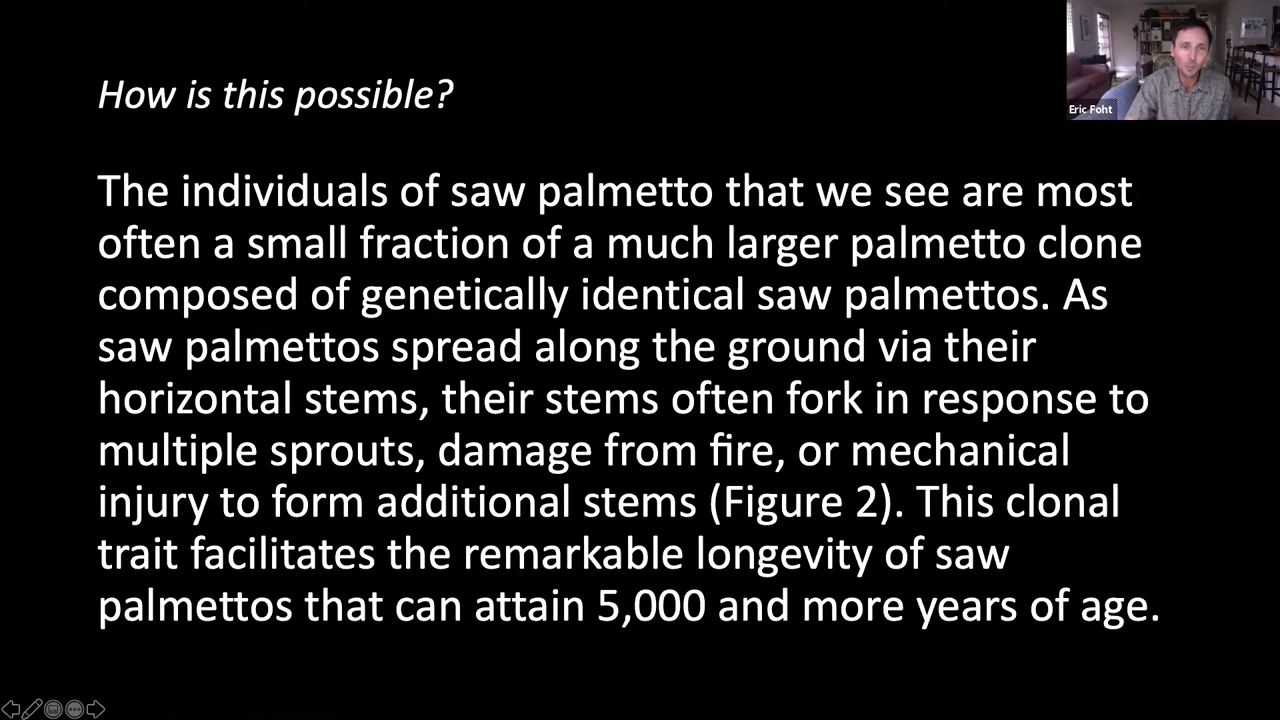 How is this possible?
Eric Foht
The individuals of saw palmetto that we see are most
often a small fraction of a much larger palmetto clone
composed of genetically identical saw palmettos. As
saw palmettos spread along the ground via their
horizontal stems, their stems often fork in response to
multiple sprouts, damage from fire, or mechanical
injury to form additional stems (Figure 2). This clonal
trait facilitates the remarkable longevity of saw
palmettos that can attain 5,000 and more years of age.